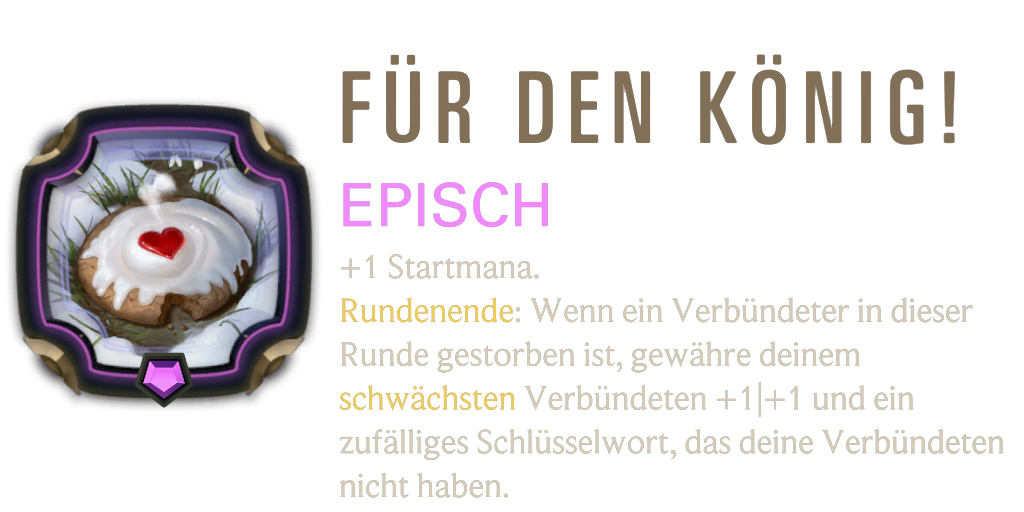 FÜR DEN KÖNIG!
EPISCH
+1 Startmana.
Rundenende: Wenn ein Verbündeter in dieser
Runde gestorben ist, gewähre deinem
schwächsten Verbündeten +1|+1 und ein
zufälliges Schlüsselwort, das deine Verbündeten
nicht haben.